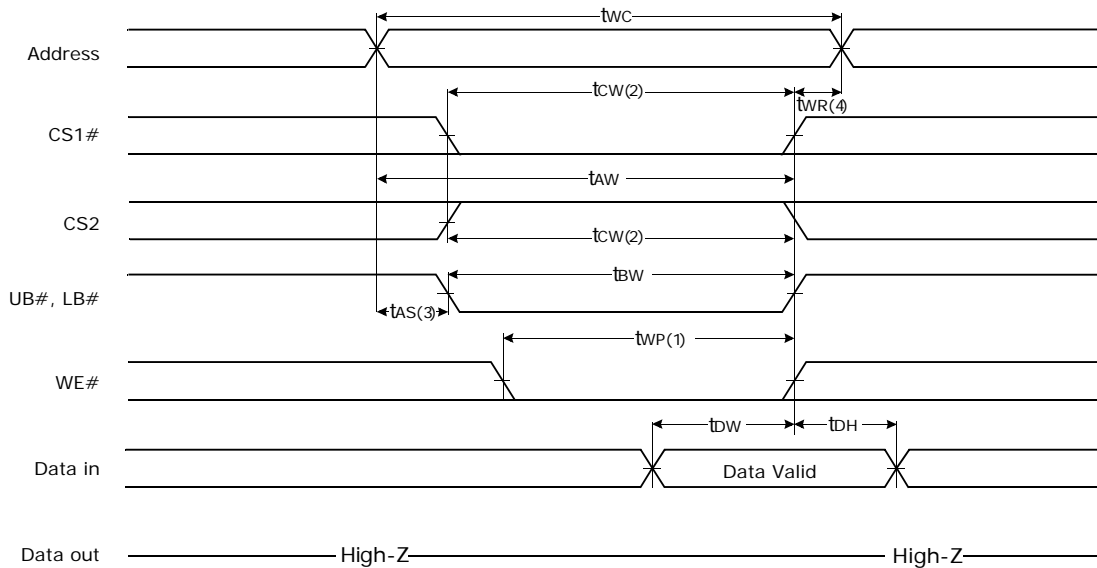 tWC
Address
tCW(2)
tWR(4)
CS1#
tAW
CS2
tCW(2)
tBW
UB#, LB#
tAS(3)
tWP(1)
WE#
tDW
tDH
Data in
Data Valid
Data out
High-Z
High-Z